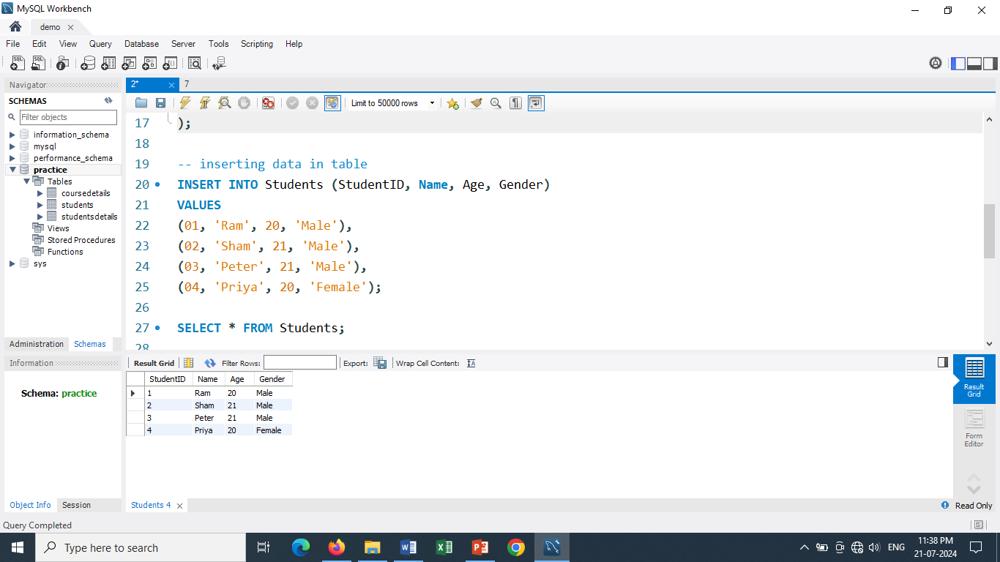 MySQL Workbench
demo
File Edit View Query Database Server Tools Scripting Help
Navigator
SCHEMAS
Filter objects
information_schema
mysql
performance_schema
practice
Tables
coursedetails
students
studentsdetails
Views
Stored Procedures
Functions
sys
Administration Schemas
Information
Schema: practice
Object Info Session
2* 7
Limit to 50000 rows
17 );
18
19 -- inserting data in table
20 INSERT INTO Students (StudentID, Name, Age, Gender)
21 VALUES
22 (01, 'Ram', 20, 'Male'),
23 (02, 'Sham', 21, 'Male'),
24 (03, 'Peter', 21, 'Male'),
25 (04, 'Priya', 20, 'Female');
26
27 SELECT * FROM Students;
28
Result Grid Filter Rows: Export: Wrap Cell Content:
StudentID Name Age Gender
1 Ram 20 Male
2 Sham 21 Male
3 Peter 21 Male
4 Priya 20 Female
Result
Grid
Form
Editor
Students 4
Read Only
Query Completed
Type here to search
ENG
11:38 PM
21-07-2024